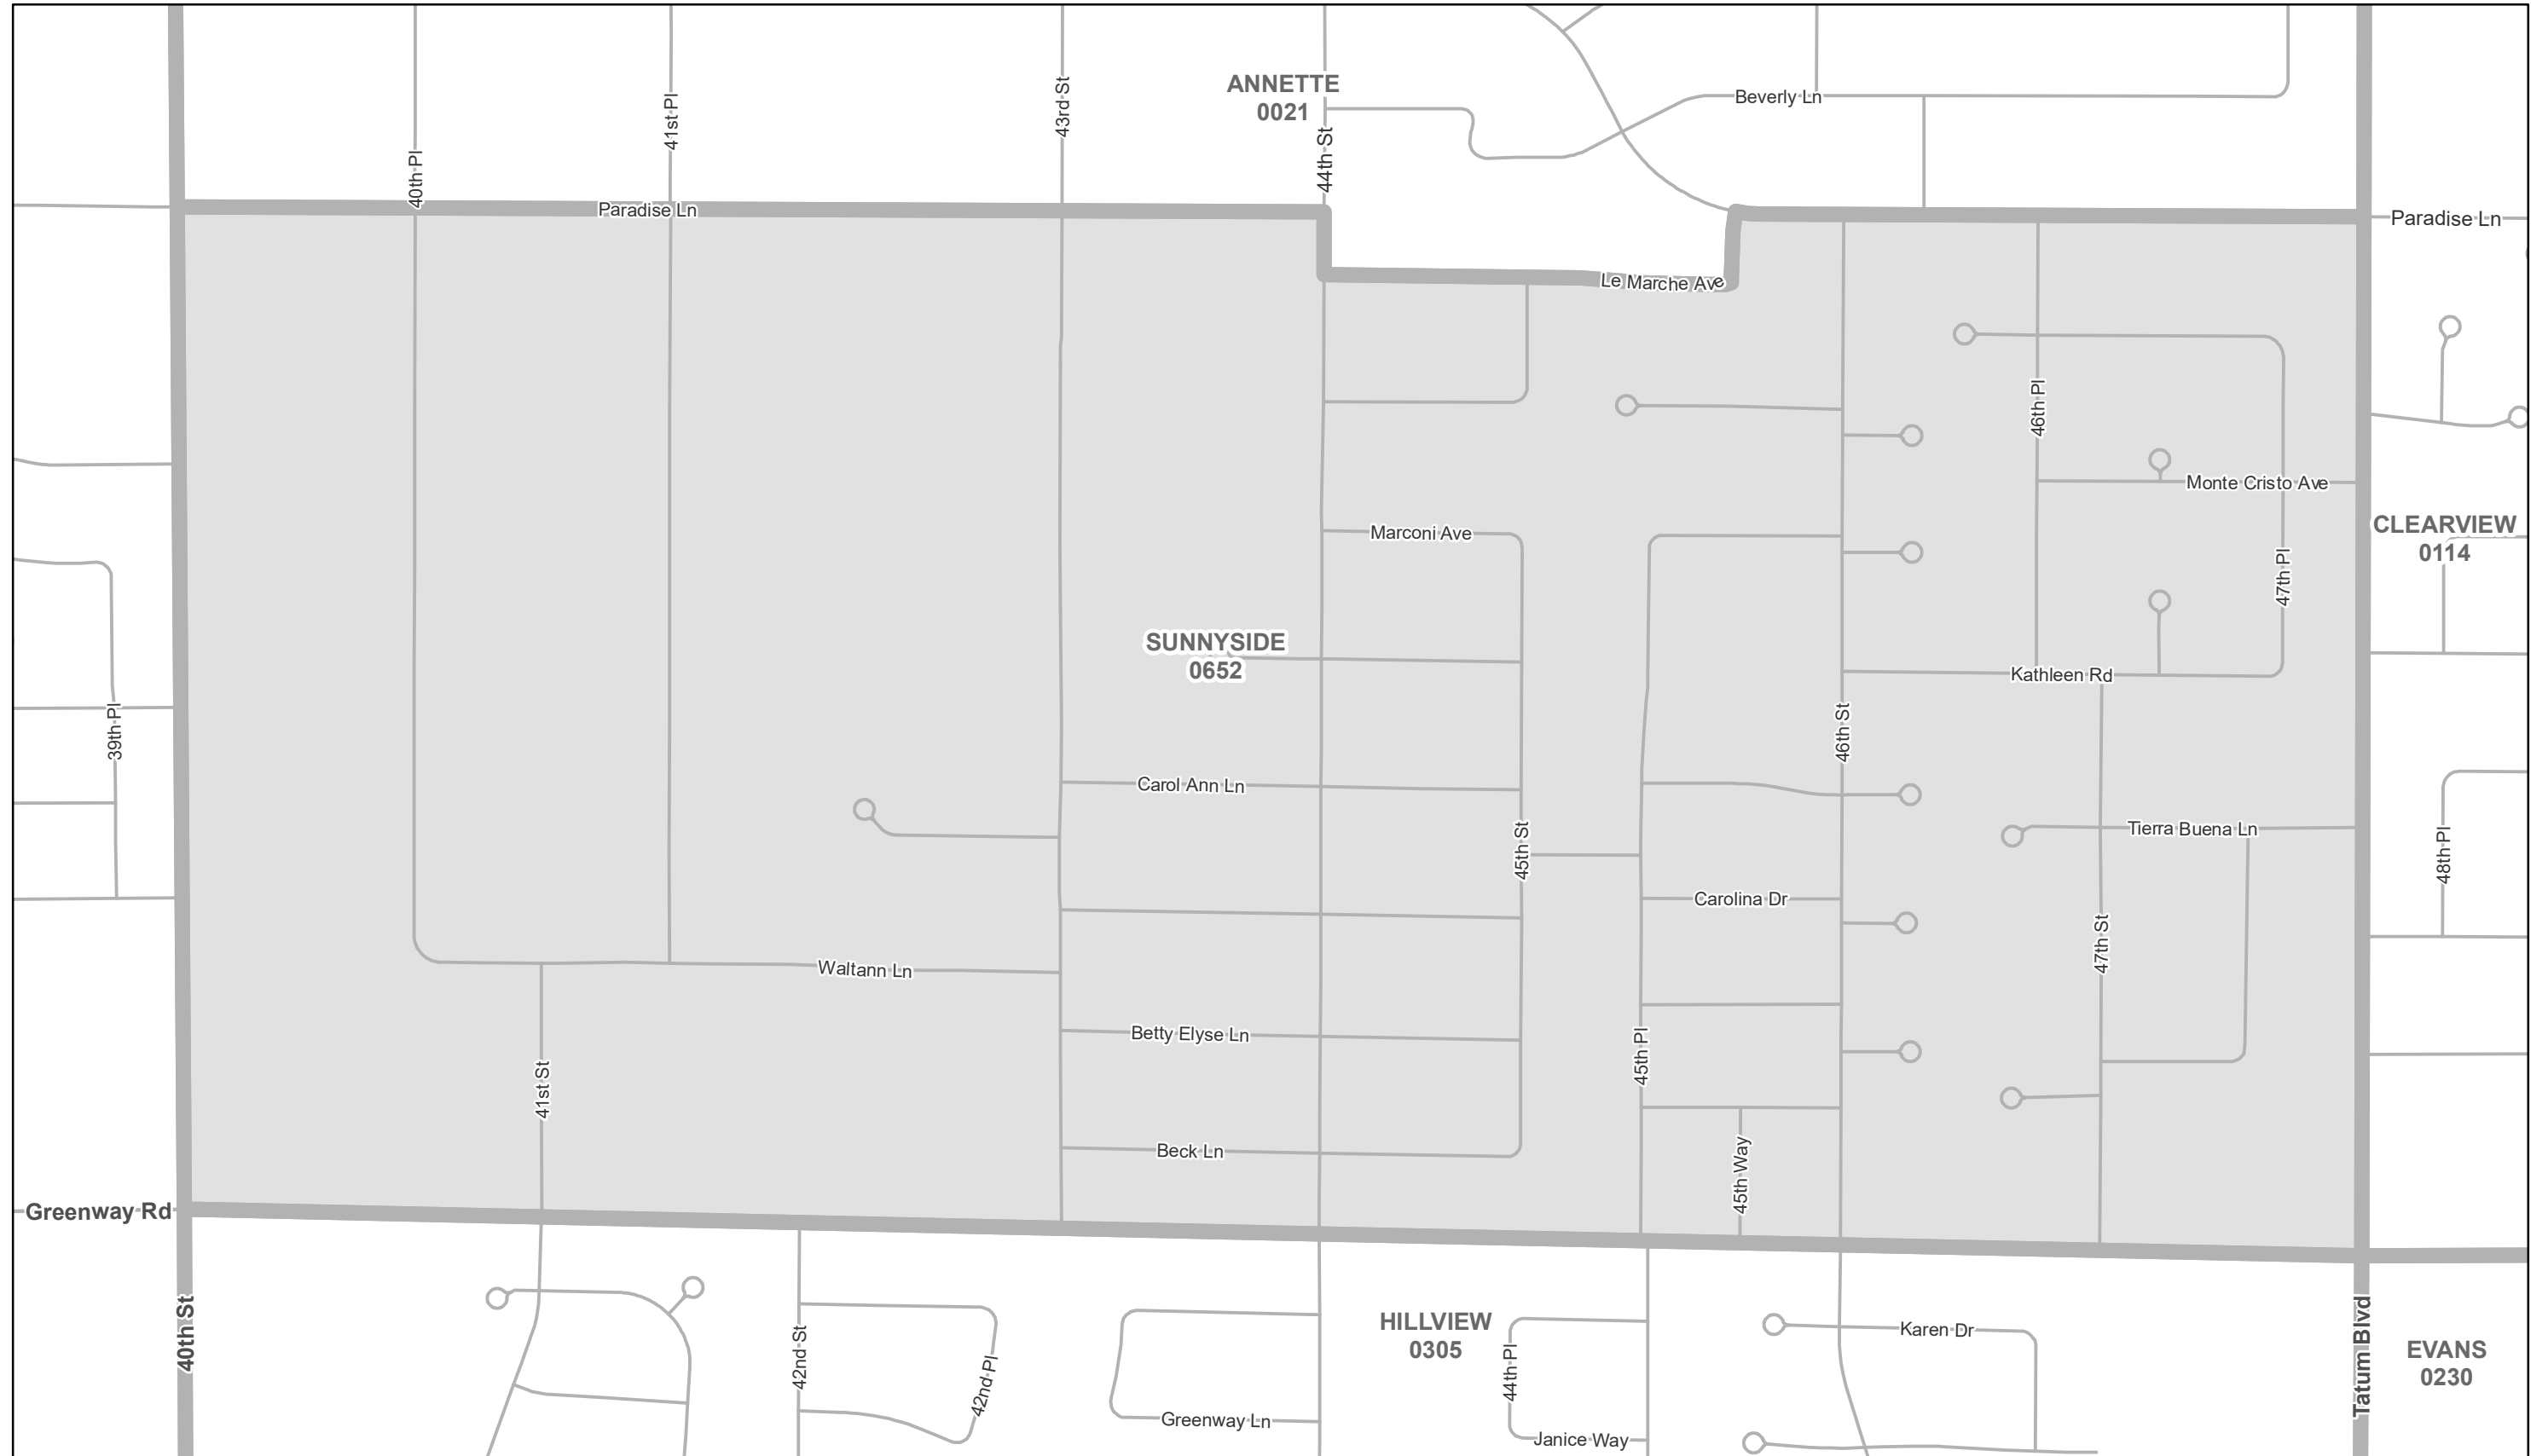 ANNETTE
0021
Beverly Ln
43rd St
41st Pl
44th St
40th Pl
Paradise Ln
Paradise Ln
Le Marche Ave
46th Pl
Monte Cristo Ave
CLEARVIEW
0114
Marconi Ave
47th Pl
SUNNYSIDE
0652
Kathleen Rd
39th Pl
46th St
Carol Ann Ln
Tierra Buena Ln
45th St
48th Pl
Carolina Dr
47th St
Waltann Ln
Betty Elyse Ln
45th Pl
41st St
Beck Ln
45th Way
Greenway Rd
40th St
42nd St
42nd Pl
HILLVIEW
0305
44th Pl
Karen Dr
Tatum Blvd
EVANS
0230
Greenway Ln
Janice Way